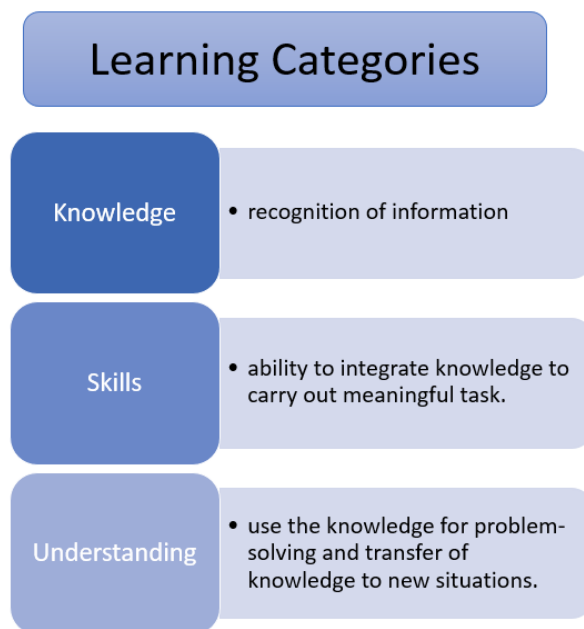 Learning Categories
Knowledge
• recognition of information
Skills
• ability to integrate knowledge to
carry out meaningful task.
Understanding
• use the knowledge for problem-
solving and transfer of
knowledge to new situations.